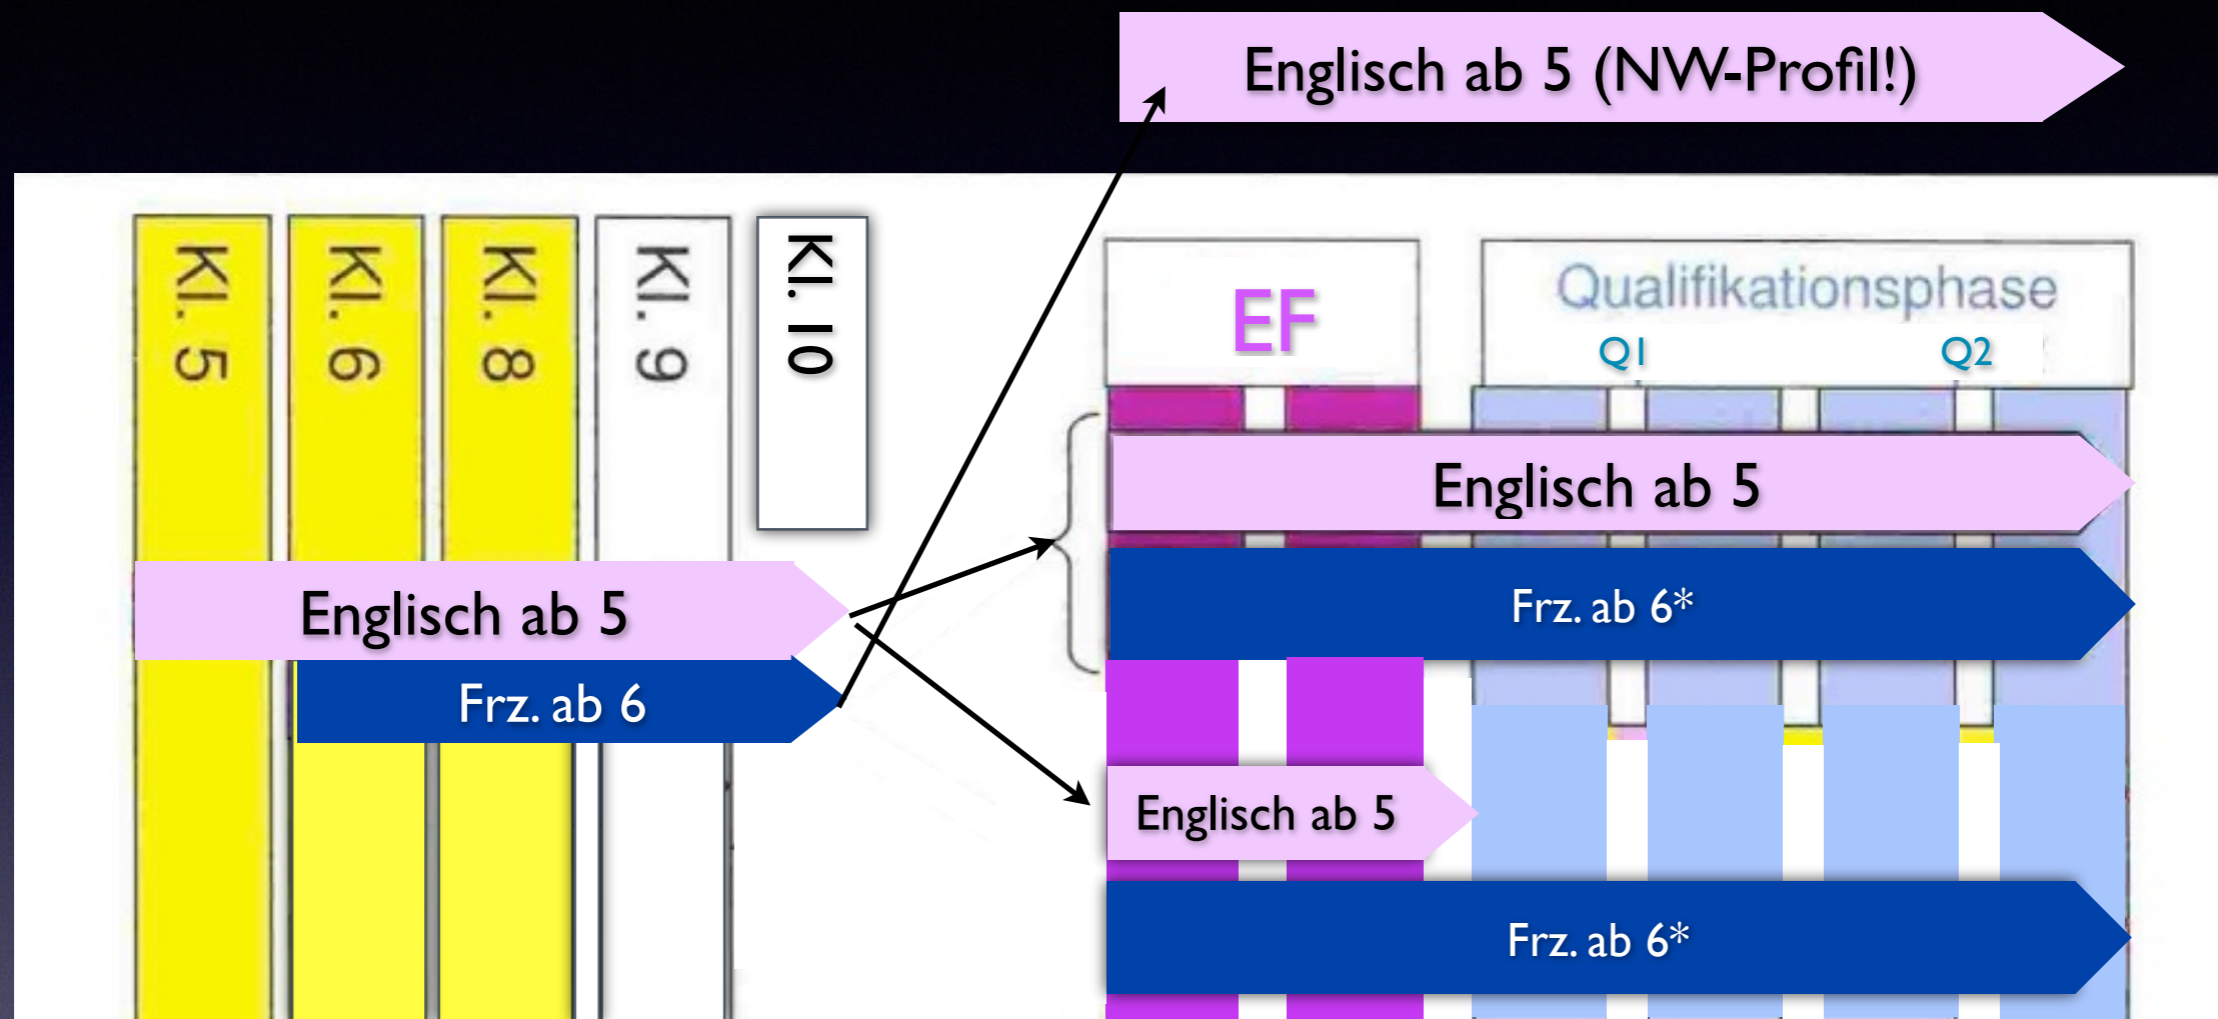 Englisch ab 5 (NW-Profil!)
Kl. 5
Kl. 6
Kl. 8
Kl. 9
Kl. 10
EF
Qualifikationsphase
Q1
Q2
Englisch ab 5
Frz. ab 6*
Englisch ab 5
Frz. ab 6
Englisch ab 5
Frz. ab 6*